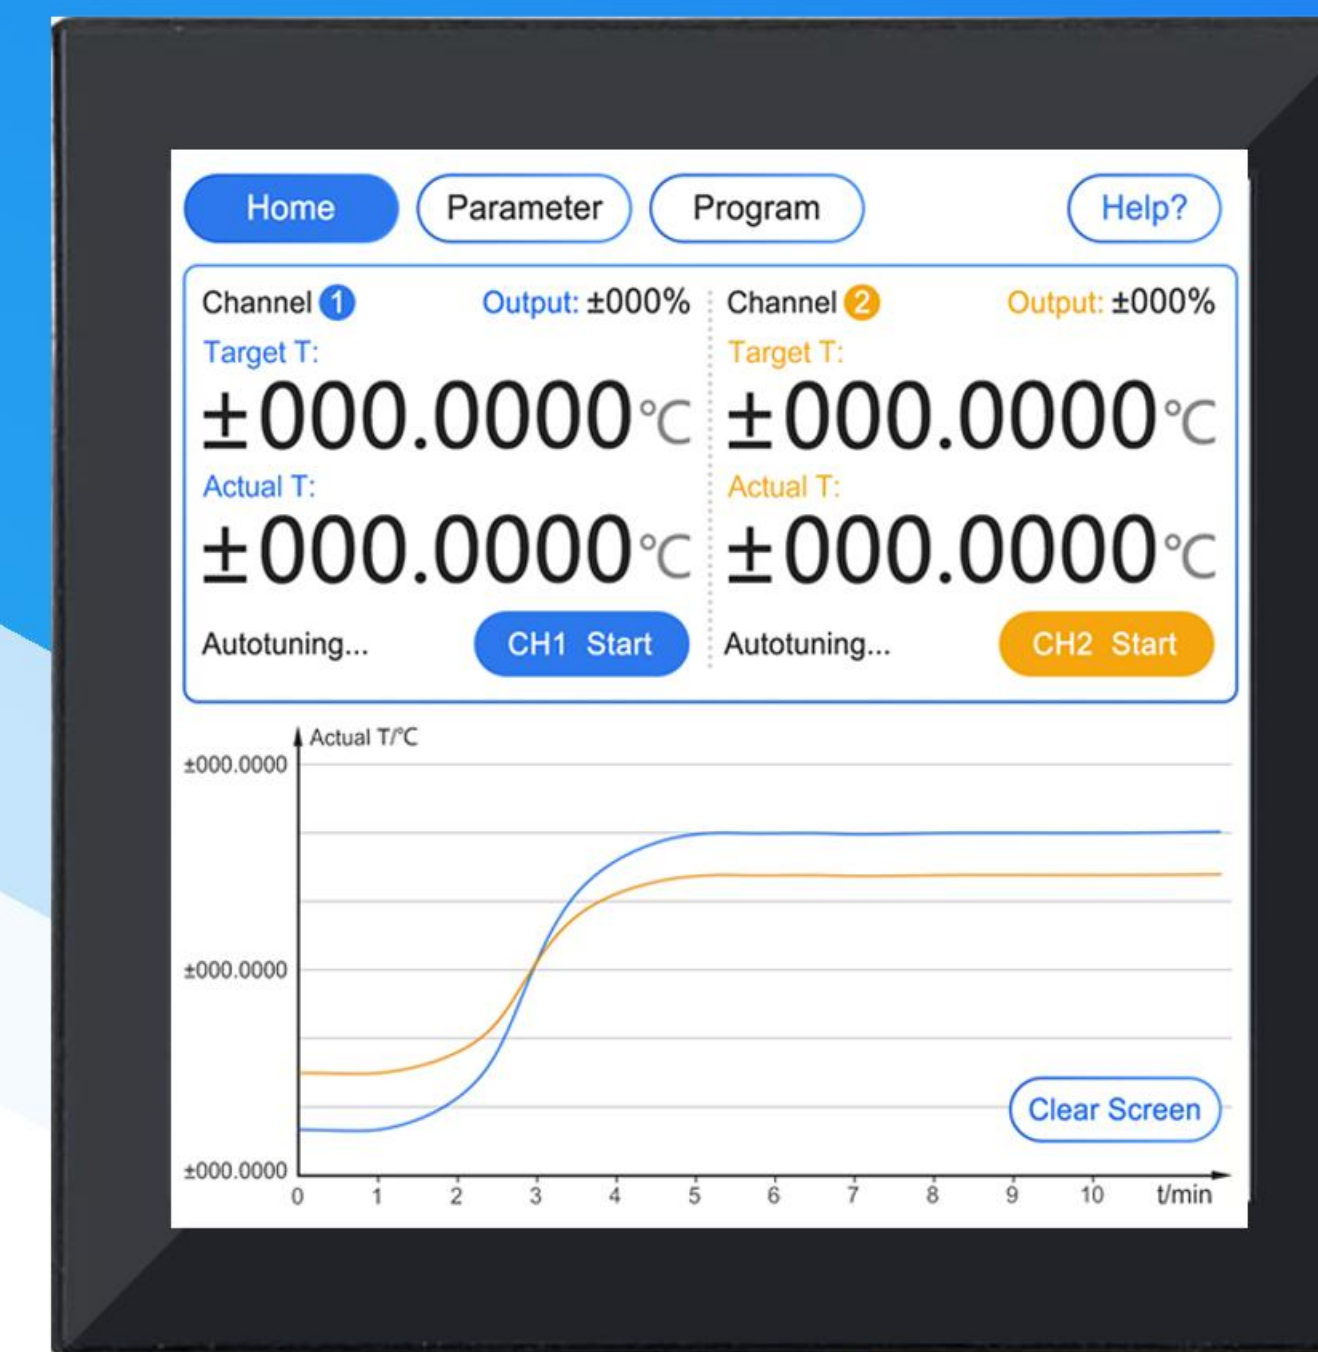 Home Parameter Program Help?
Channel 1 Output: ±000% Channel 2 Output: ±000%
Target T: Target T:
±000.0000℃ ±000.0000℃
Actual T: Actual T:
±000.0000℃ ±000.0000℃
Autotuning... CH1 Start Autotuning... CH2 Start
Actual T/℃
±000.0000
±000.0000
Clear Screen
±000.0000
0 1 2 3 4 5 6 7 8 9 10 t/min